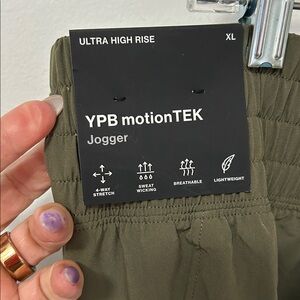 ULTRA HIGH RISE XL
YPB motionTEK
Jogger
4-WAY
STRETCH
SWEAT
WICKING
BREATHABLE
LIGHTWEIGHT